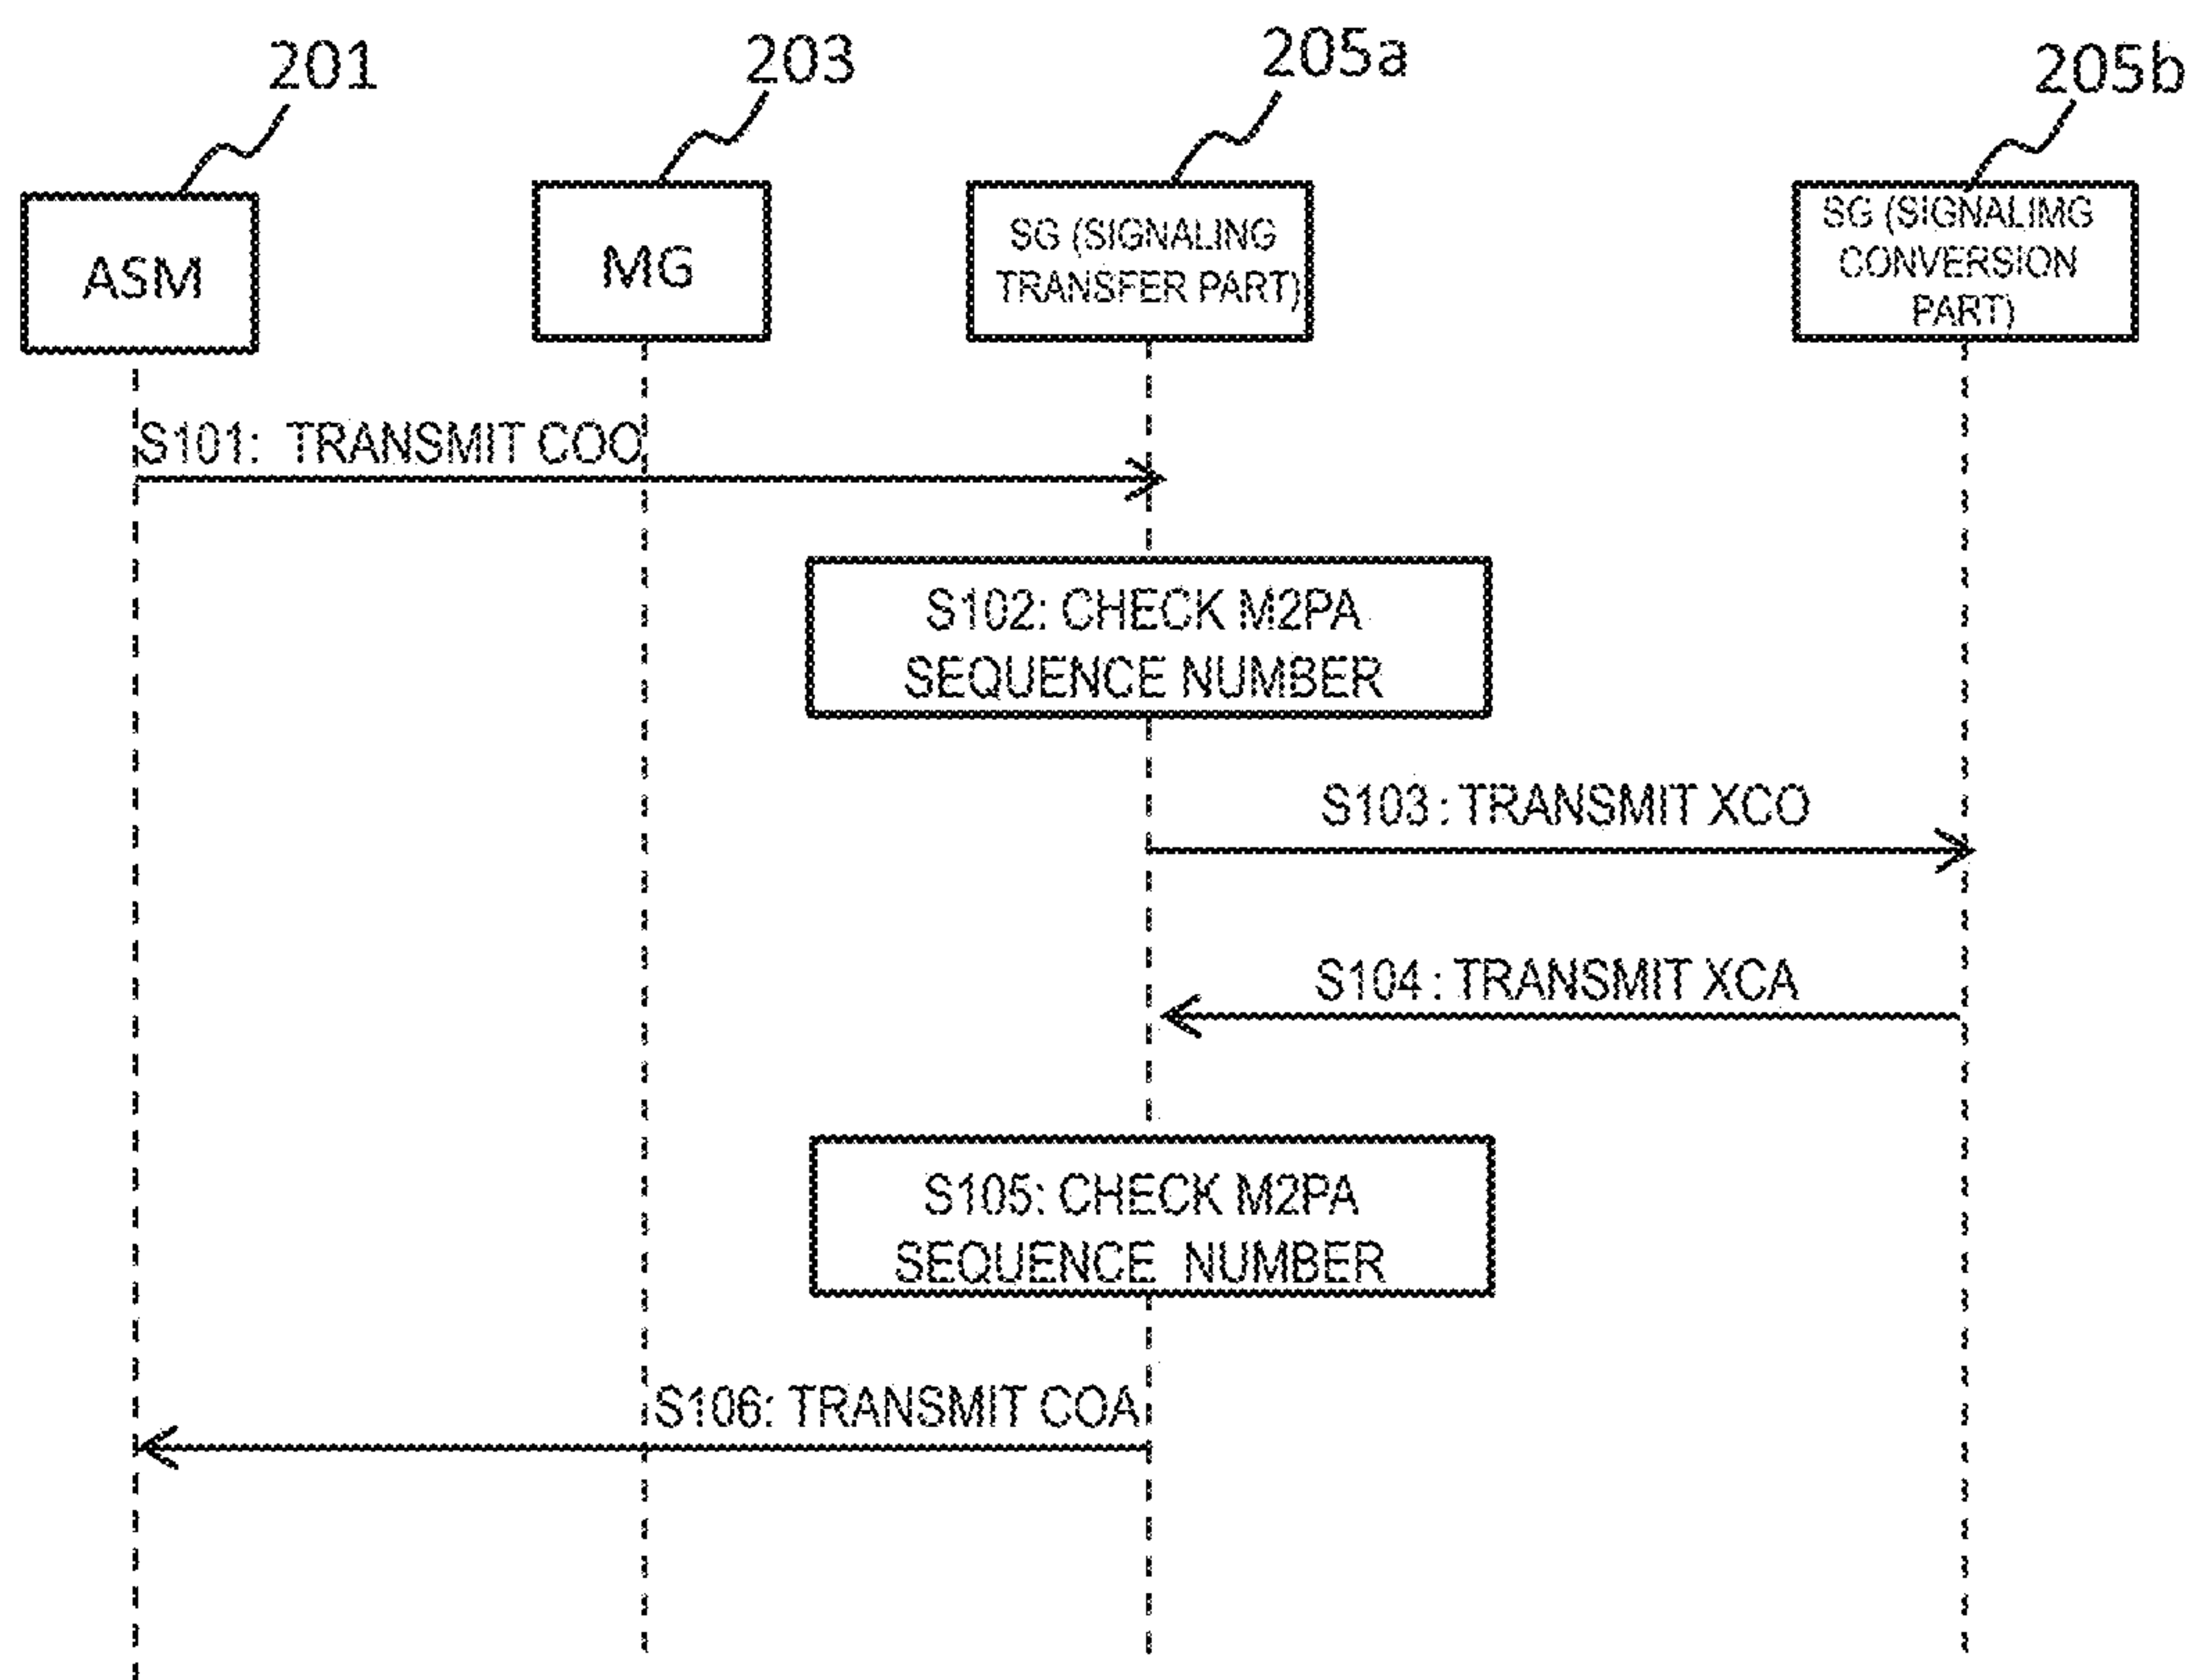 201
203
205a
205b
ASM
MG
SG (SIGNALING
TRANSFER PART)
SG (SIGNALIMG
CONVERSION
PART)
S101: TRANSMIT COO
S102: CHECK M2PA
SEQUENCE NUMBER
S103 : TRANSMIT XCO
S104 : TRANSMIT XCA
S105: CHECK M2PA
SEQUENCE NUMBER
S106: TRANSMIT COA